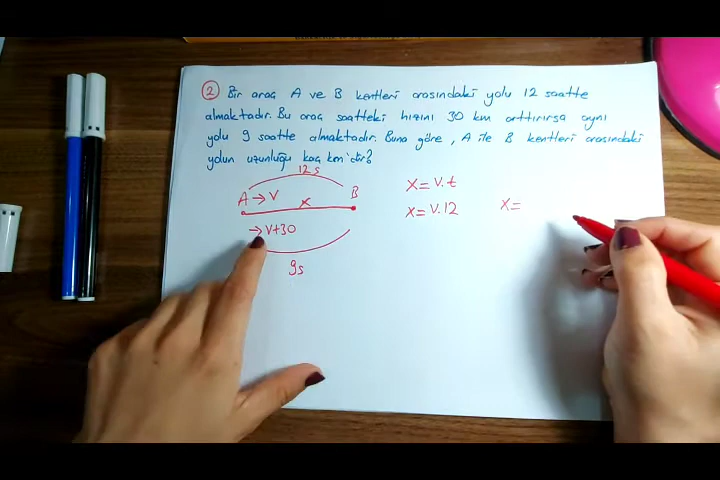 2 Bir araç A ve B kentleri arasındaki yolu 12 saatte
almaktadır. Bu araç saatteki hızını 30 km arttırırsa aynı
yolu 9 saatte almaktadır. Buna göre, A ile B kentleri arasındaki
yolun uzunluğu kaç km'dir?
12 s
A → V B
x
→ V+30
9s
X = V.t
X = V.12
X =